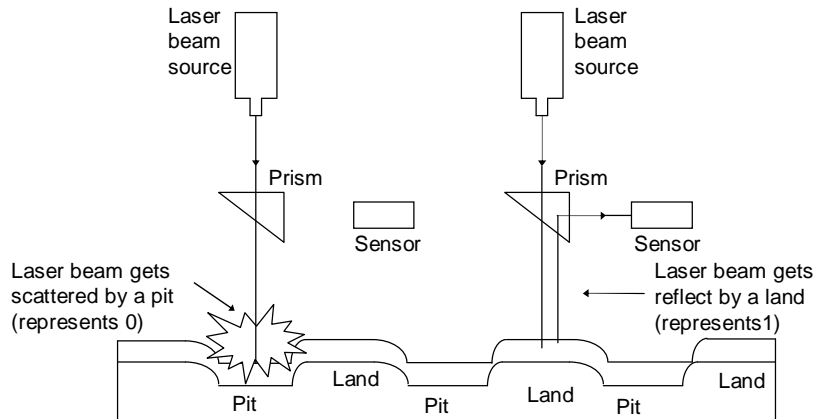 Laser
beam
source
Laser
beam
source
Prism
Prism
Sensor
Sensor
Laser beam gets
scattered by a pit
(represents 0)
Laser beam gets
reflect by a land
(represents1)
Land
Land
Land
Pit
Pit
Pit